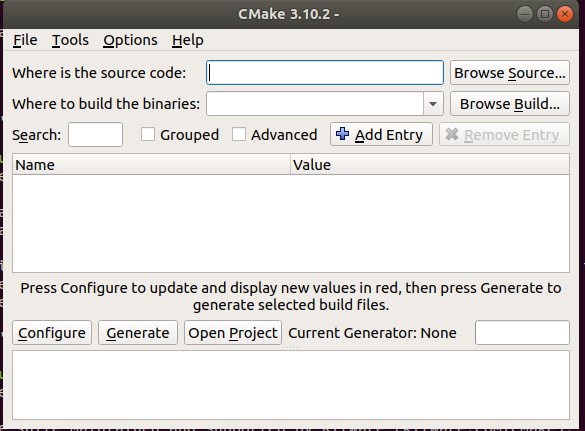 CMake 3.10.2 -
File Tools Options Help
Where is the source code: Browse Source...
Where to build the binaries: Browse Build...
Search: Grouped Advanced Add Entry Remove Entry
Name Value
Press Configure to update and display new values in red, then press Generate to
generate selected build files.
Configure Generate Open Project Current Generator: None